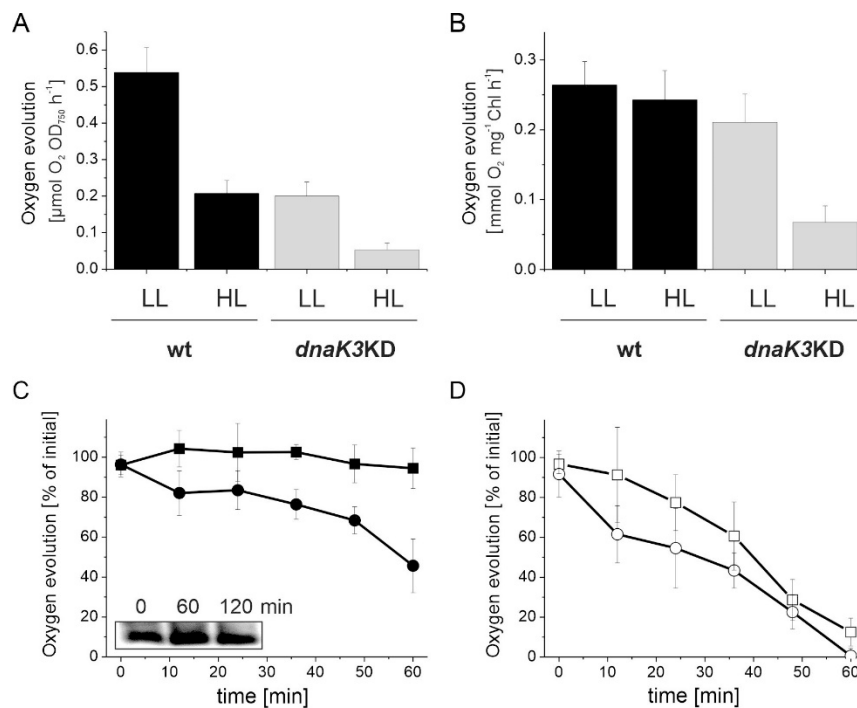 A
Oxygen evolution
[µmol O₂ OD₇₅₀ h⁻¹]
0.6
0.5
0.4
0.3
0.2
0.1
0.0
LL HL LL HL
wt dnaK3KD
B
Oxygen evolution
[mmol O₂ mg⁻¹ Chl h⁻¹]
0.3
0.2
0.1
0.0
LL HL LL HL
wt dnaK3KD
C
Oxygen evolution [% of initial]
100
80
60
40
20
0
0 60 120 min
0 10 20 30 40 50 60
time [min]
D
Oxygen evolution [% of initial]
100
80
60
40
20
0
0 10 20 30 40 50 60
time [min]